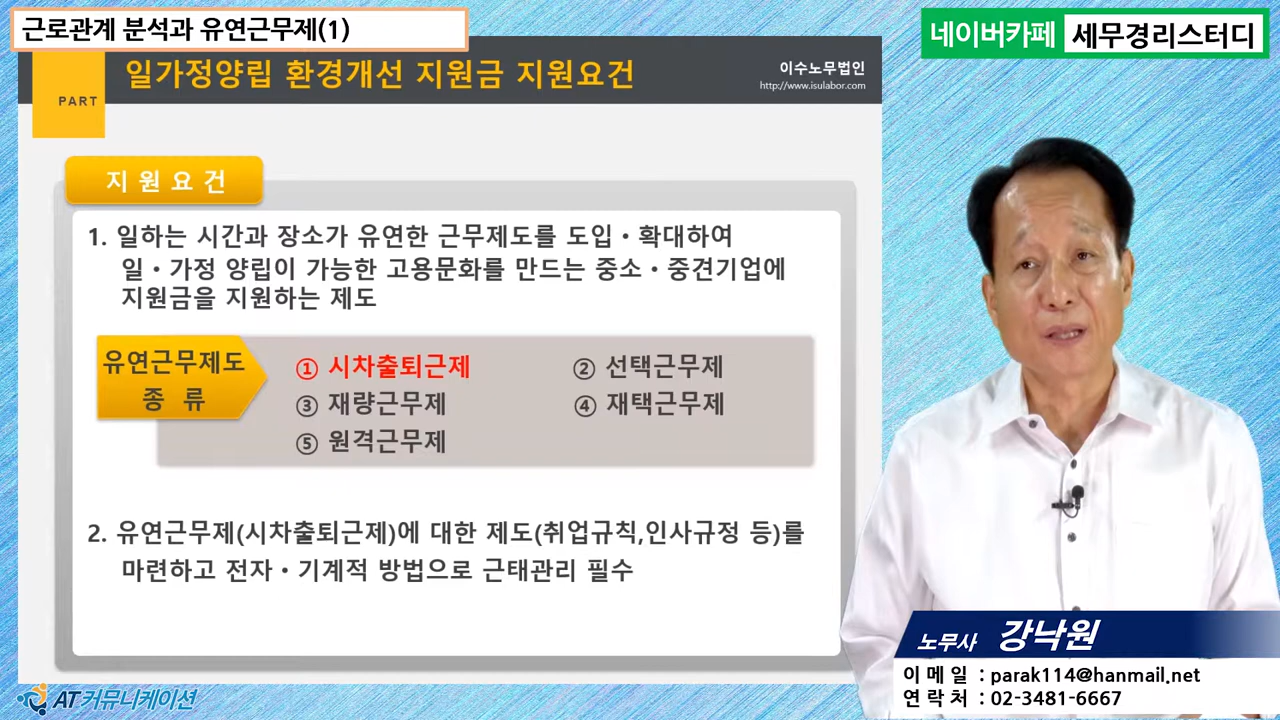 근로관계 분석과 유연근무제(1)
네이버카페 세무경리스터디
PART
일가정양립 환경개선 지원금 지원요건
이수노무법인
http://www.isulabor.com
지 원 요 건
1. 일하는 시간과 장소가 유연한 근무제도를 도입・확대하여
일・가정 양립이 가능한 고용문화를 만드는 중소・중견기업에
지원금을 지원하는 제도
유연근무제도
종 류
① 시차출퇴근제 ② 선택근무제
③ 재량근무제 ④ 재택근무제
⑤ 원격근무제
2. 유연근무제(시차출퇴근제)에 대한 제도(취업규칙,인사규정 등)를
마련하고 전자・기계적 방법으로 근태관리 필수
노무사 강낙원
이 메 일 : parak114@hanmail.net
연 락 처 : 02-3481-6667
AT커뮤니케이션